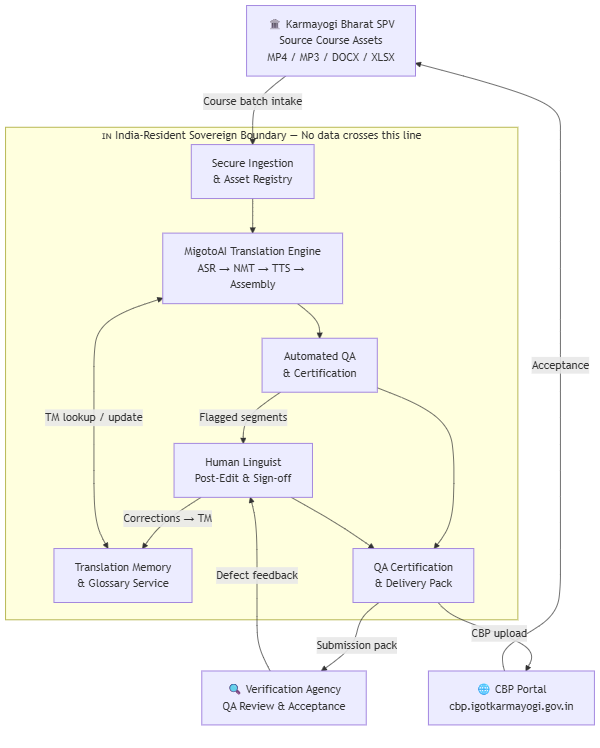 🏛️ Karmayogi Bharat SPV
Source Course Assets
MP4 / MP3 / DOCX / XLSX
Course batch intake
IN India-Resident Sovereign Boundary — No data crosses this line
Secure Ingestion
& Asset Registry
MigotoAI Translation Engine
ASR → NMT → TTS →
Assembly
Automated QA
& Certification
Acceptance
TM lookup / update
Flagged segments
Human Linguist
Post-Edit & Sign-off
Corrections → TM
Translation Memory
& Glossary Service
Defect feedback
QA Certification
& Delivery Pack
CBP upload
Submission pack
🔍 Verification Agency
QA Review & Acceptance
🌐 CBP Portal
cbp.igotkarmayogi.gov.in